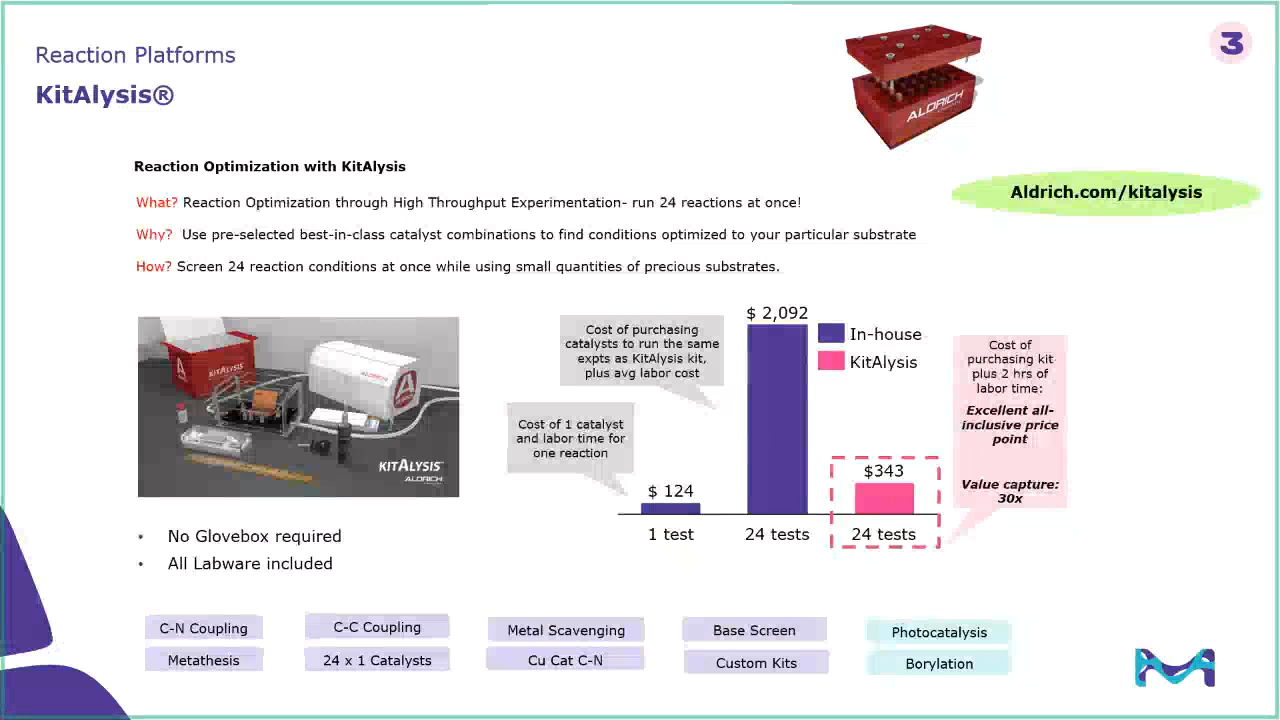 Reaction Platforms
3
KitAlysis®
ALDRICH
Reaction Optimization with KitAlysis
Aldrich.com/kitalysis
What? Reaction Optimization through High Throughput Experimentation- run 24 reactions at once!
Why? Use pre-selected best-in-class catalyst combinations to find conditions optimized to your particular substrate
How? Screen 24 reaction conditions at once while using small quantities of precious substrates.
KITALYSIS
ALDRICH
A
KITALYSIS
ALDRICH
Cost of purchasing
catalysts to run the same
expts as KitAlysis kit,
plus avg labor cost
Cost of 1 catalyst
and labor time for
one reaction
$ 2,092
In-house
KitAlysis
$ 124
$343
1 test
24 tests
24 tests
Cost of
purchasing kit
plus 2 hrs of
labor time:
Excellent all-
inclusive price
point
Value capture:
30x
• No Glovebox required
• All Labware included
C-N Coupling
C-C Coupling
Metal Scavenging
Base Screen
Photocatalysis
Metathesis
24 x 1 Catalysts
Cu Cat C-N
Custom Kits
Borylation